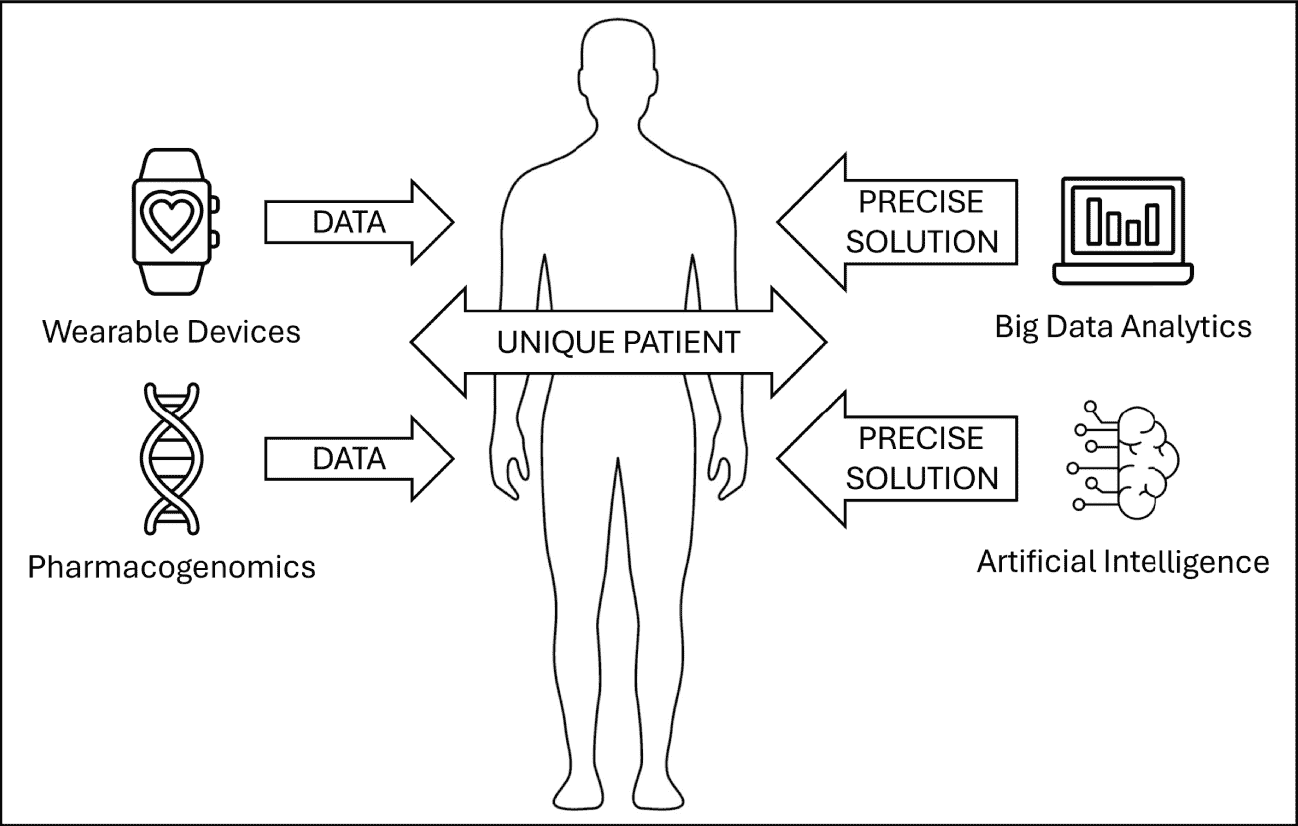 DATA
Wearable Devices
DATA
Pharmacogenomics
UNIQUE PATIENT
PRECISE
SOLUTION
Big Data Analytics
PRECISE
SOLUTION
Artificial Intelligence